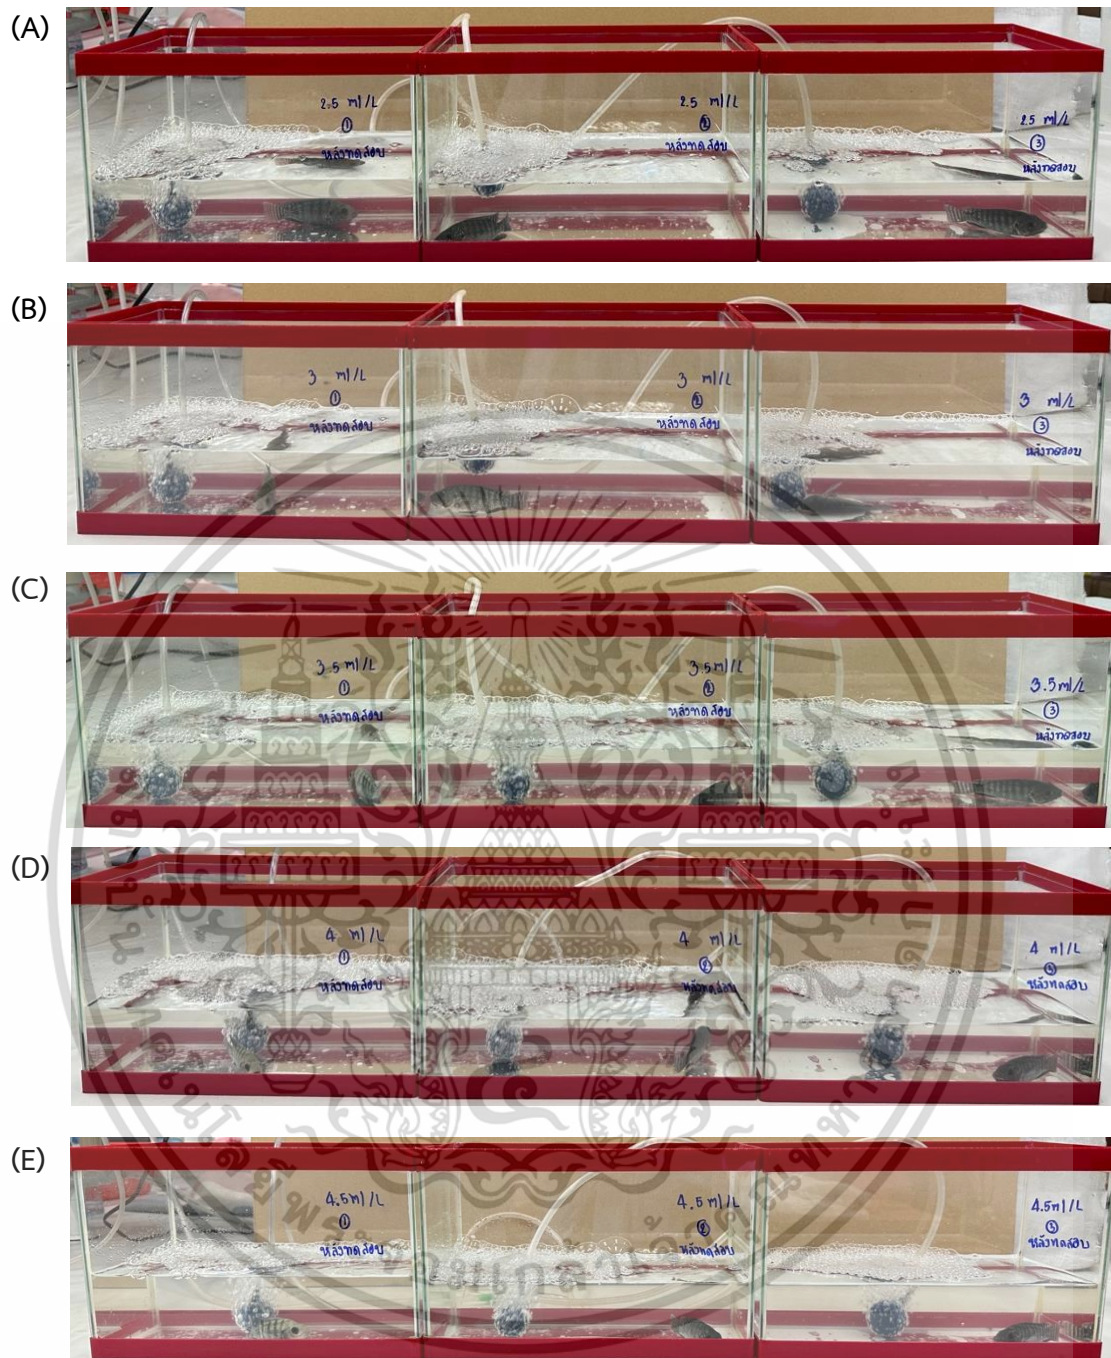 (A)
2.5 ml/L
①
หลังทดสอบ
2.5 ml/L
②
หลังทดสอบ
2.5 ml/L
③
หลังทดสอบ
(B)
3 ml/L
①
หลังทดสอบ
3 ml/L
②
หลังทดสอบ
3 ml/L
③
หลังทดสอบ
(C)
3.5 ml/L
①
หลังทดสอบ
3.5 ml/L
②
หลังทดสอบ
3.5 ml/L
③
หลังทดสอบ
(D)
4 ml/L
①
หลังทดสอบ
4 ml/L
②
หลังทดสอบ
4 ml/L
③
หลังทดสอบ
(E)
4.5 ml/L
①
หลังทดสอบ
4.5 ml/L
②
หลังทดสอบ
4.5 ml/L
③
หลังทดสอบ